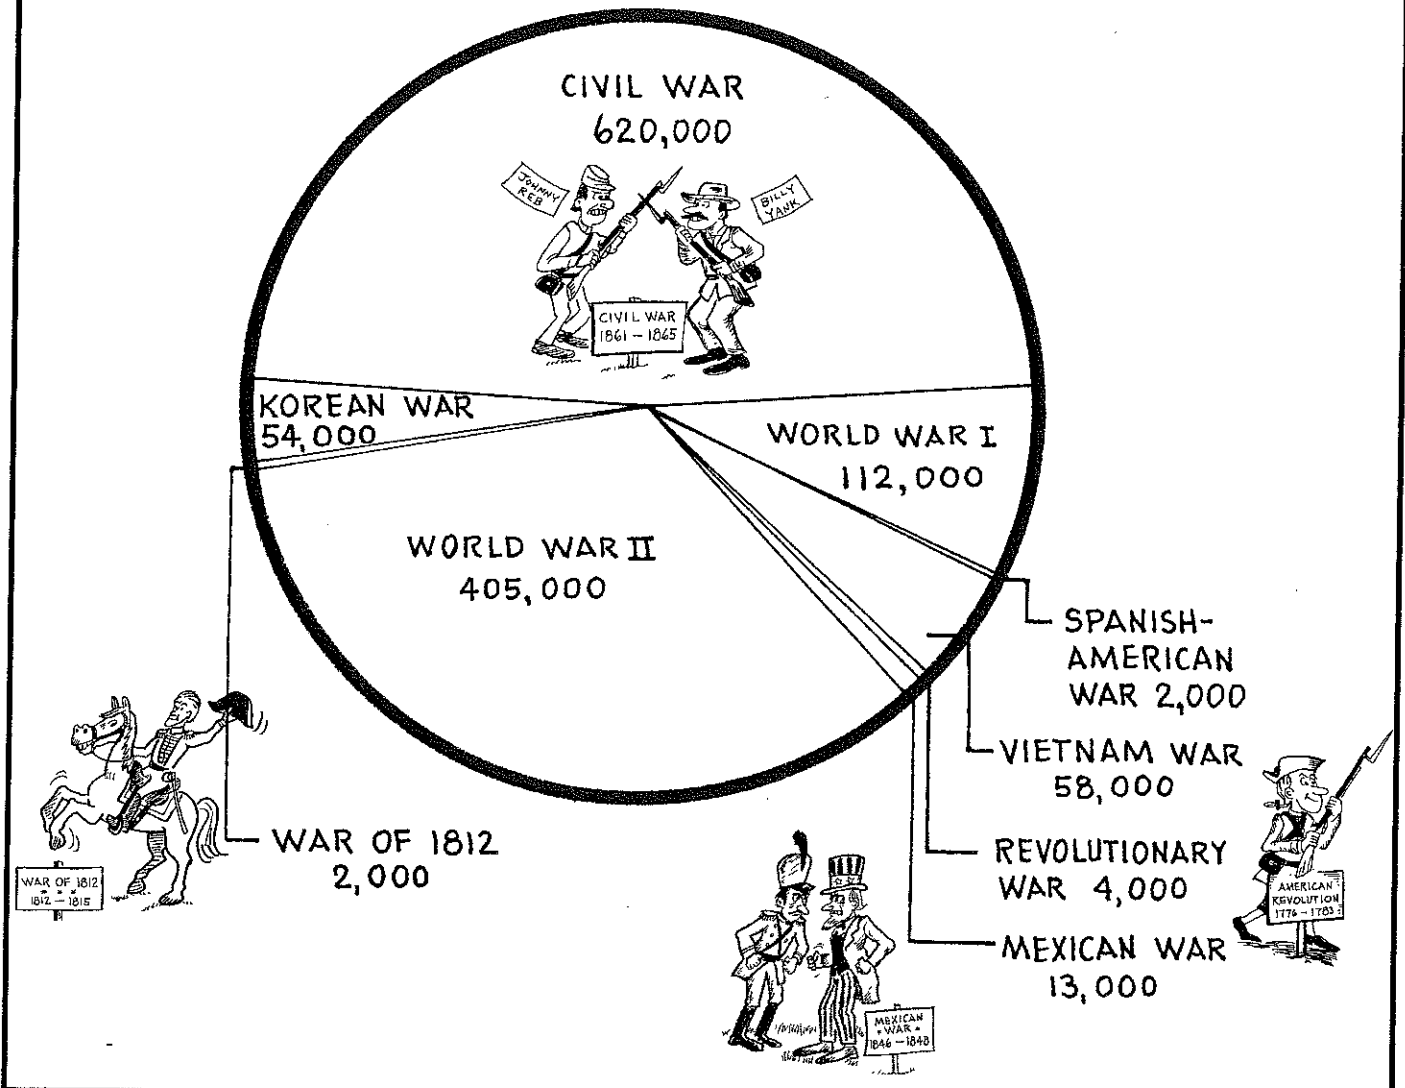 CIVIL WAR
620,000
JOHNNY
REB
BILLY
YANK
CIVIL WAR
1861 – 1865
KOREAN WAR
54,000
WORLD WAR I
112,000
WORLD WAR II
405,000
SPANISH-
AMERICAN
WAR 2,000
VIETNAM WAR
58,000
REVOLUTIONARY
WAR 4,000
MEXICAN WAR
13,000
WAR OF 1812
2,000
WAR OF 1812
* * *
1812 – 1815
AMERICAN
REVOLUTION
1776 – 1783
MEXICAN
* WAR *
1846 – 1848